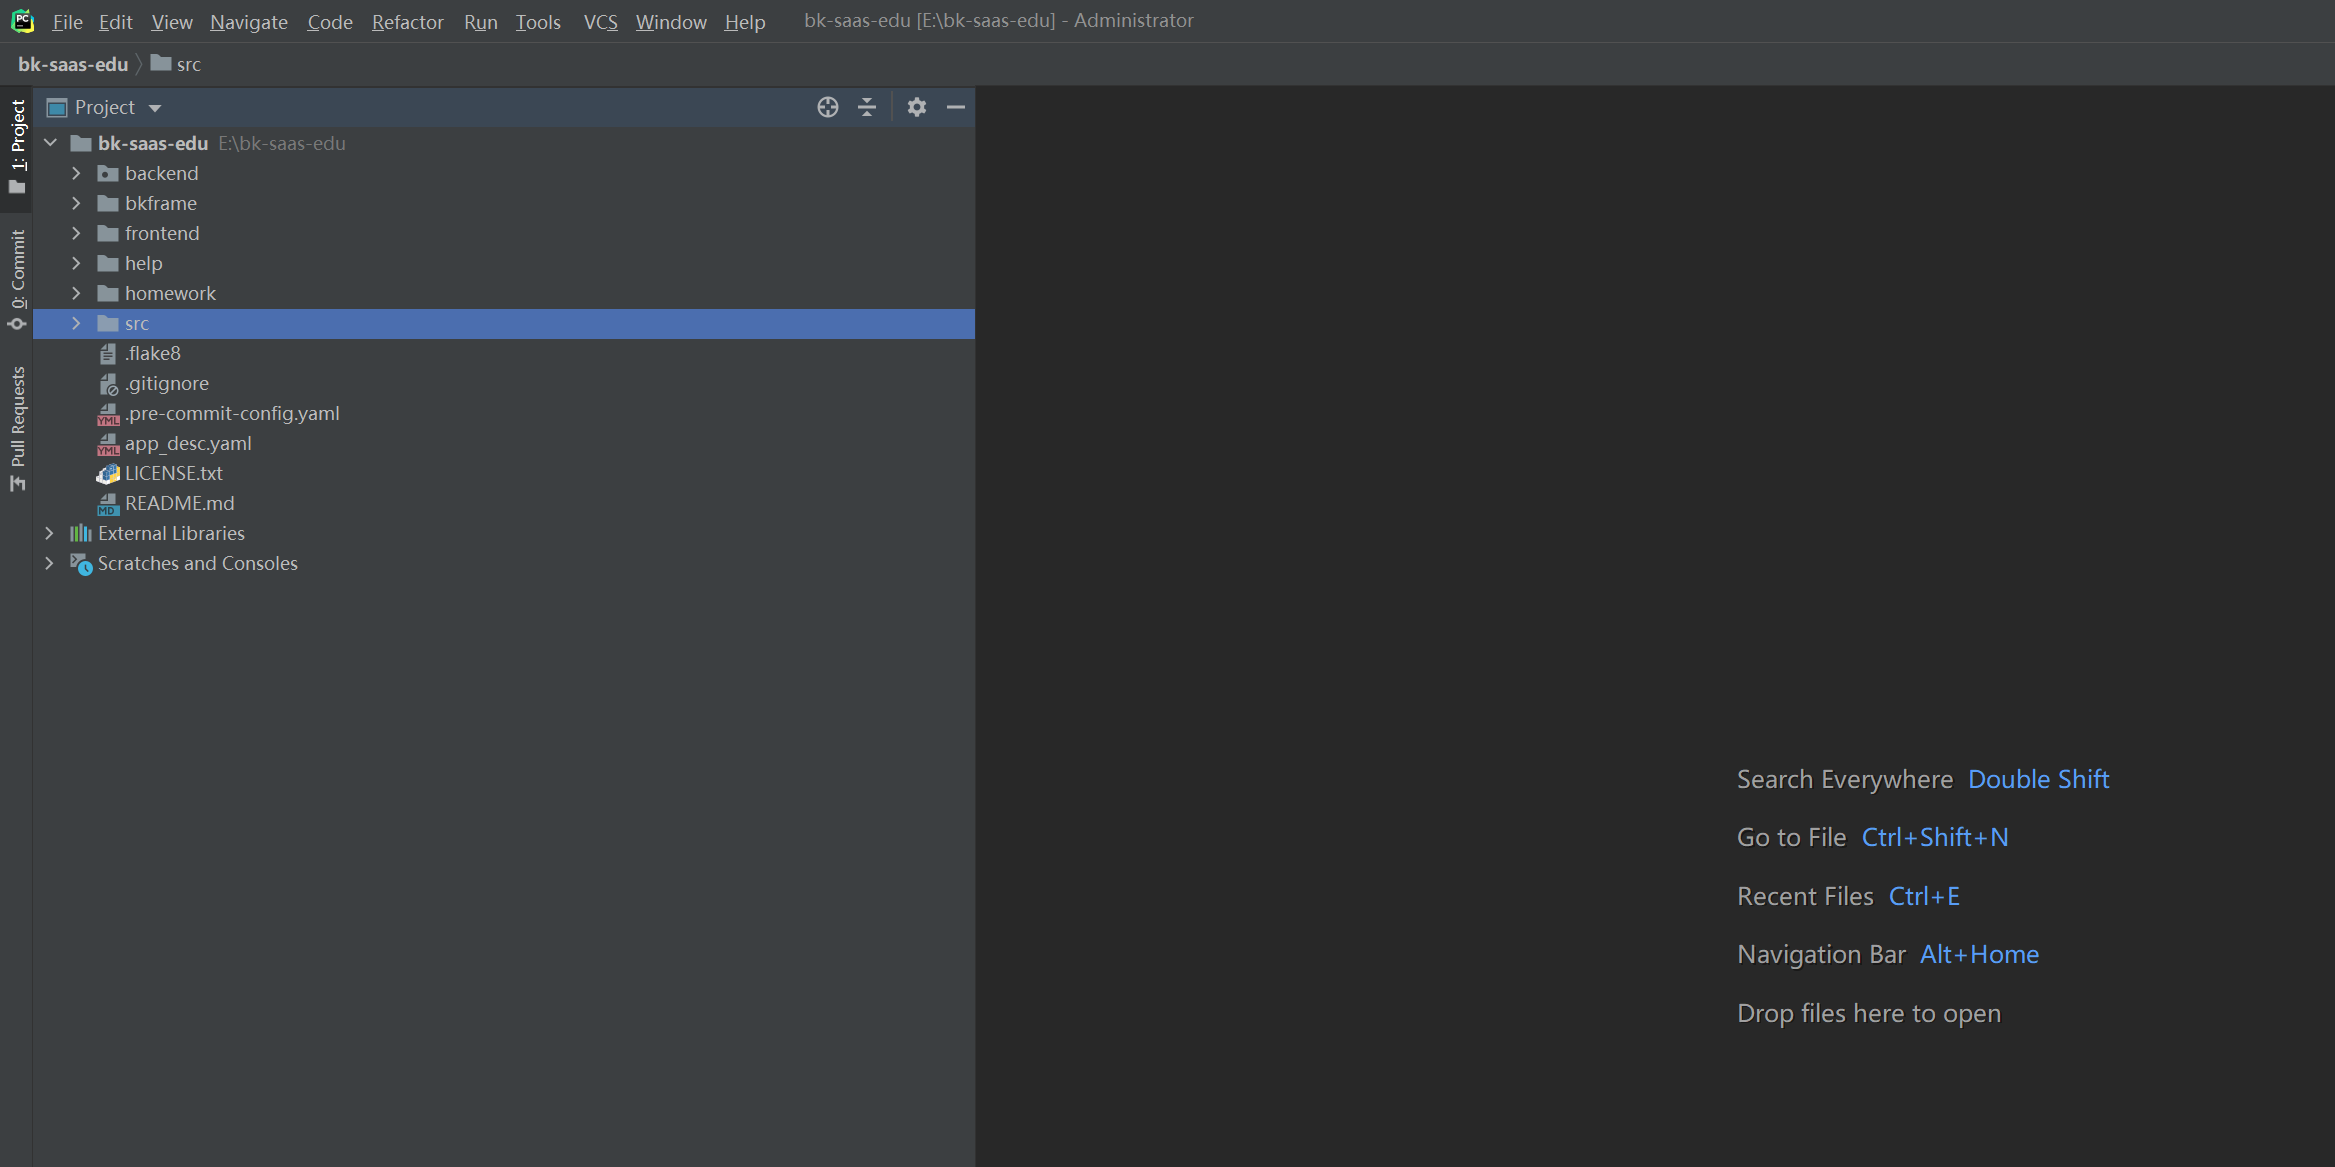 PC File Edit View Navigate Code Refactor Run Tools VCS Window Help bk-saas-edu [E:\bk-saas-edu] - Administrator
bk-saas-edu src
1: Project
0: Commit
Pull Requests
Project
bk-saas-edu E:\bk-saas-edu
backend
bkframe
frontend
help
homework
src
.flake8
.gitignore
YML .pre-commit-config.yaml
YML app_desc.yaml
LICENSE.txt
MD README.md
External Libraries
Scratches and Consoles
Search Everywhere Double Shift
Go to File Ctrl+Shift+N
Recent Files Ctrl+E
Navigation Bar Alt+Home
Drop files here to open